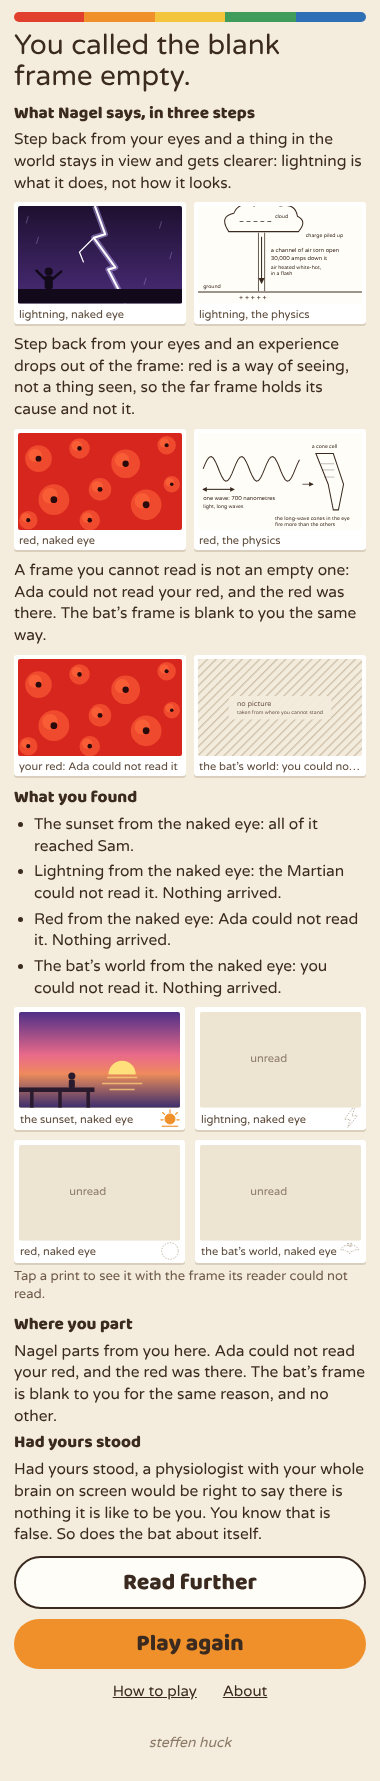 You called the blank
frame empty.
What Nagel says, in three steps
Step back from your eyes and a thing in the
world stays in view and gets clearer: lightning is
what it does, not how it looks.
cloud
charge piled up
a channel of air torn open
30,000 amps down it
air heated white-hot,
in a flash
ground
+ + + + +
lightning, naked eye
lightning, the physics
Step back from your eyes and an experience
drops out of the frame: red is a way of seeing,
not a thing seen, so the far frame holds its
cause and not it.
a cone cell
one wave: 700 nanometres
light, long waves
the long-wave cones in the eye
fire more than the others
red, naked eye
red, the physics
A frame you cannot read is not an empty one:
Ada could not read your red, and the red was
there. The bat’s frame is blank to you the same
way.
no picture
taken from where you cannot stand
your red: Ada could not read it
the bat’s world: you could no…
What you found
• The sunset from the naked eye: all of it
reached Sam.
• Lightning from the naked eye: the Martian
could not read it. Nothing arrived.
• Red from the naked eye: Ada could not read
it. Nothing arrived.
• The bat’s world from the naked eye: you
could not read it. Nothing arrived.
unread
the sunset, naked eye
lightning, naked eye
unread
unread
red, naked eye
the bat’s world, naked eye
Tap a print to see it with the frame its reader could not
read.
Where you part
Nagel parts from you here. Ada could not read
your red, and the red was there. The bat’s frame
is blank to you for the same reason, and no
other.
Had yours stood
Had yours stood, a physiologist with your whole
brain on screen would be right to say there is
nothing it is like to be you. You know that is
false. So does the bat about itself.
Read further
Play again
How to play
About
steffen huck